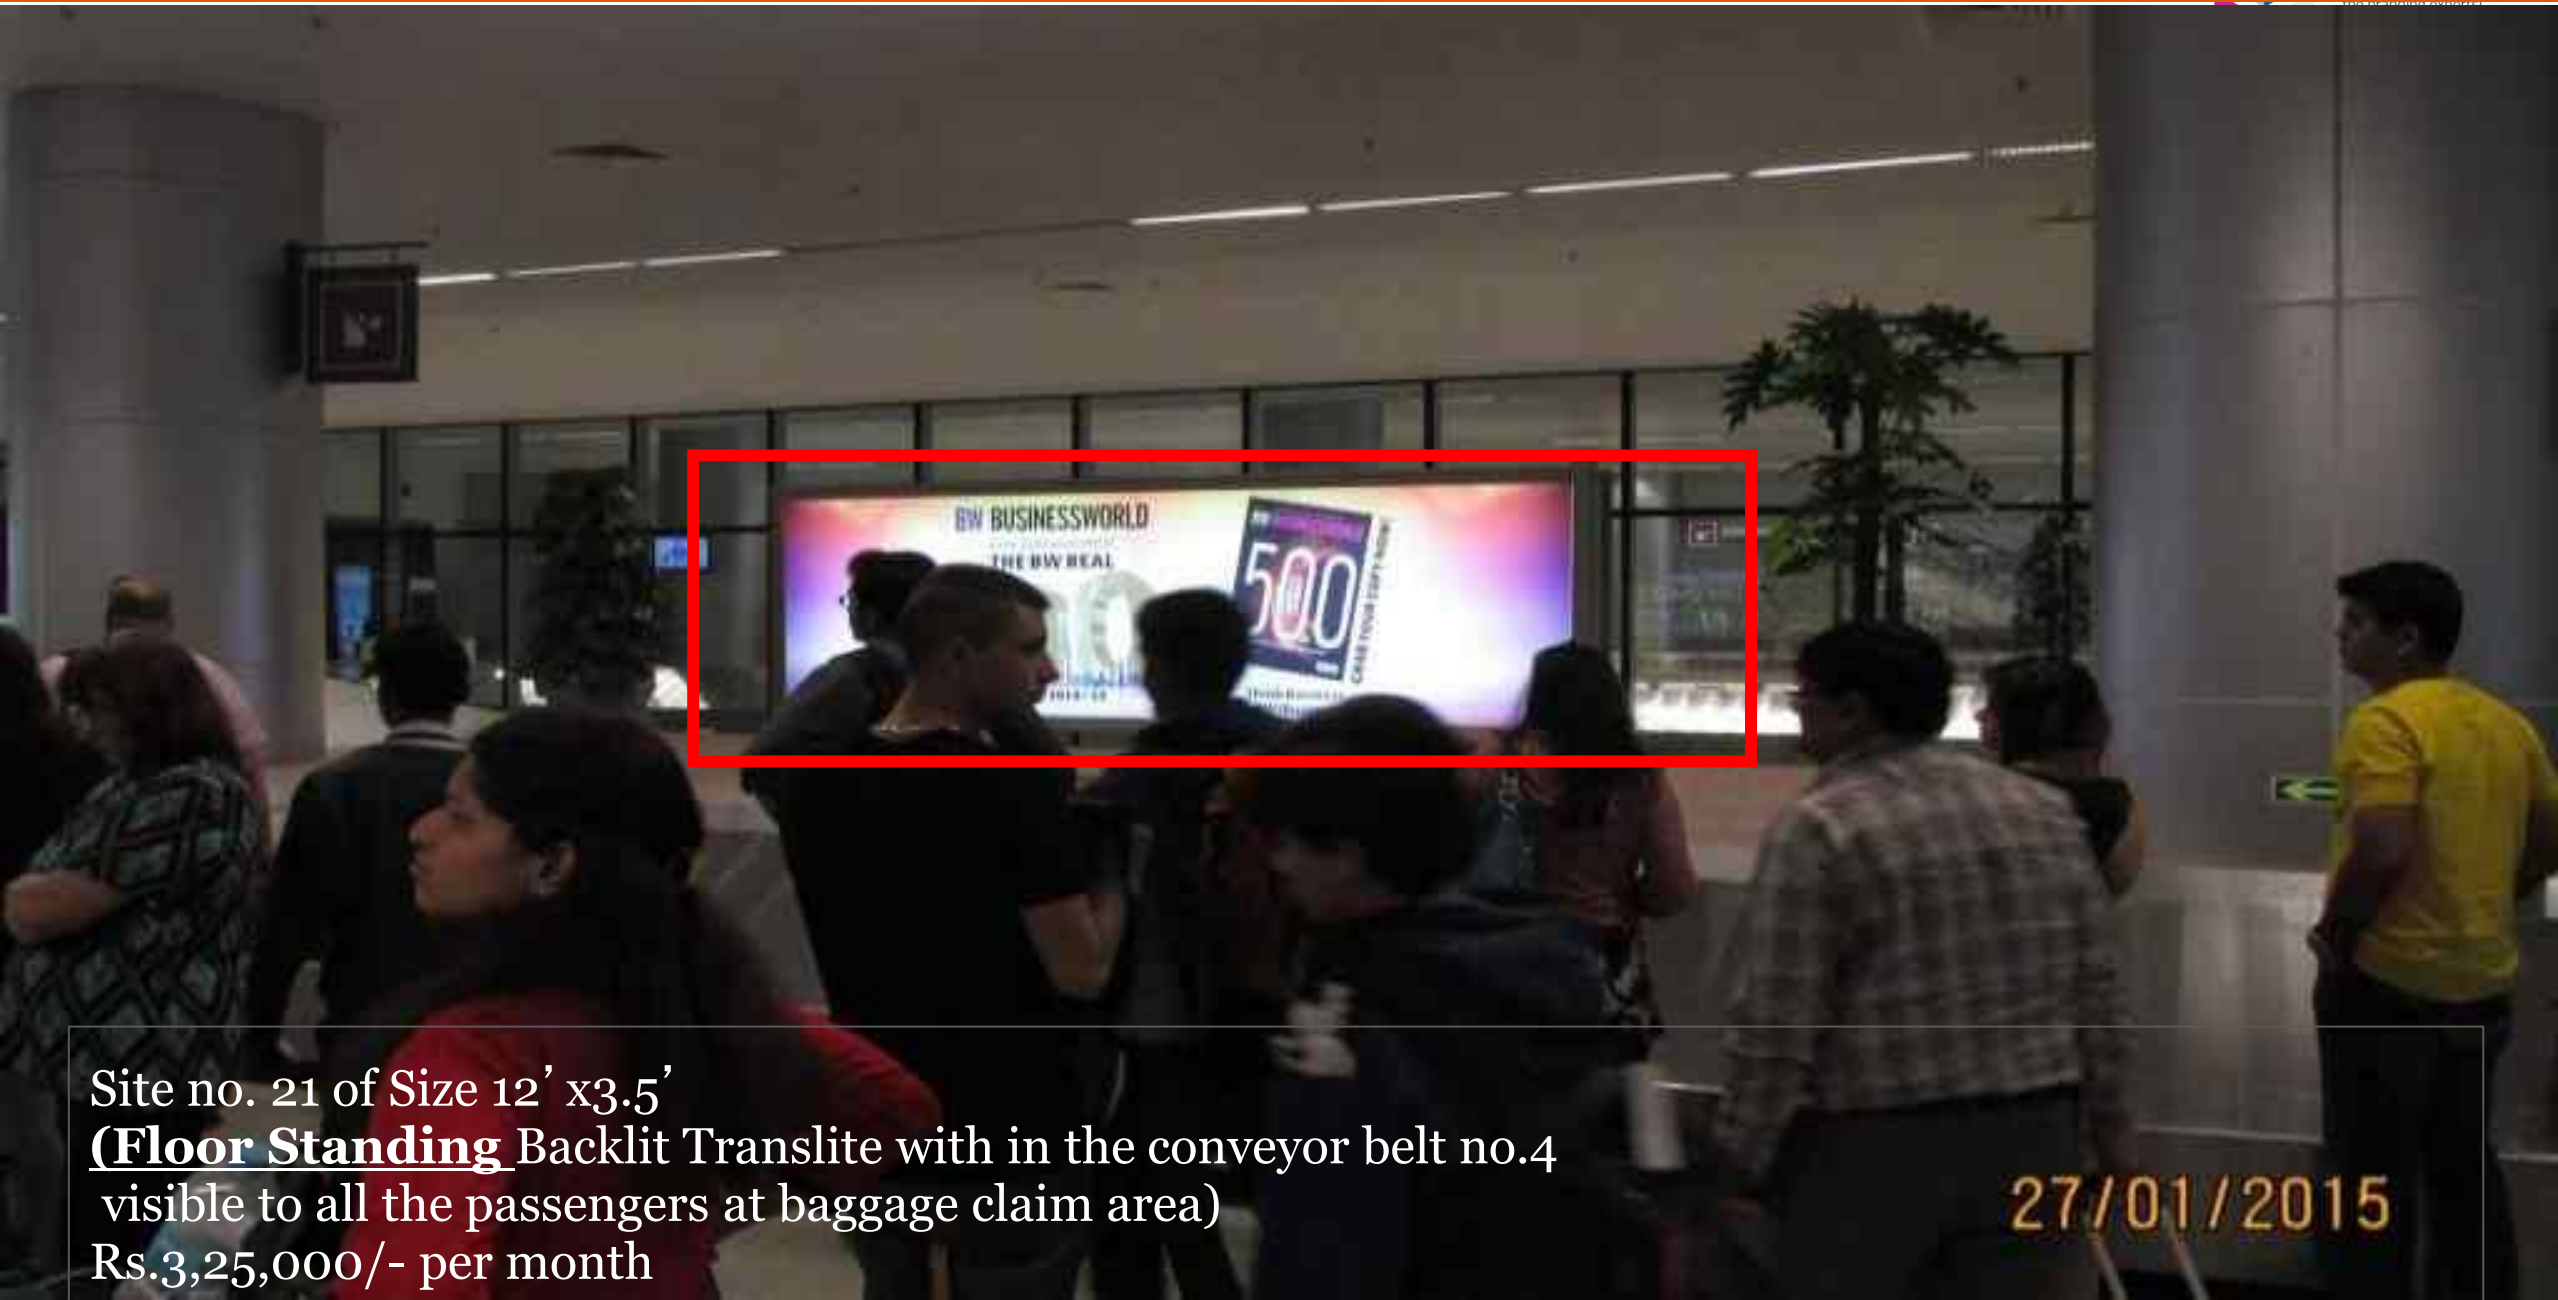 BW BUSINESSWORLD
THE BW REAL
500
Site no. 21 of Size 12’ x3.5’
(Floor Standing Backlit Translite with in the conveyor belt no.4
visible to all the passengers at baggage claim area)
Rs.3,25,000/- per month
27/01/2015